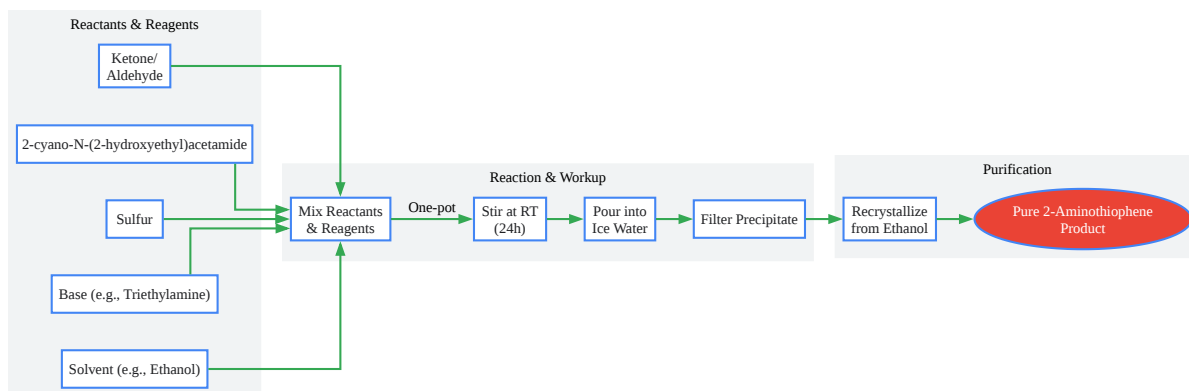 Reactants & Reagents
Ketone/
Aldehyde
2-cyano-N-(2-hydroxyethyl)acetamide
Sulfur
Base (e.g., Triethylamine)
Solvent (e.g., Ethanol)
Reaction & Workup
Mix Reactants
& Reagents
One-pot
Stir at RT
(24h)
Pour into
Ice Water
Filter Precipitate
Purification
Recrystallize
from Ethanol
Pure 2-Aminothiophene
Product